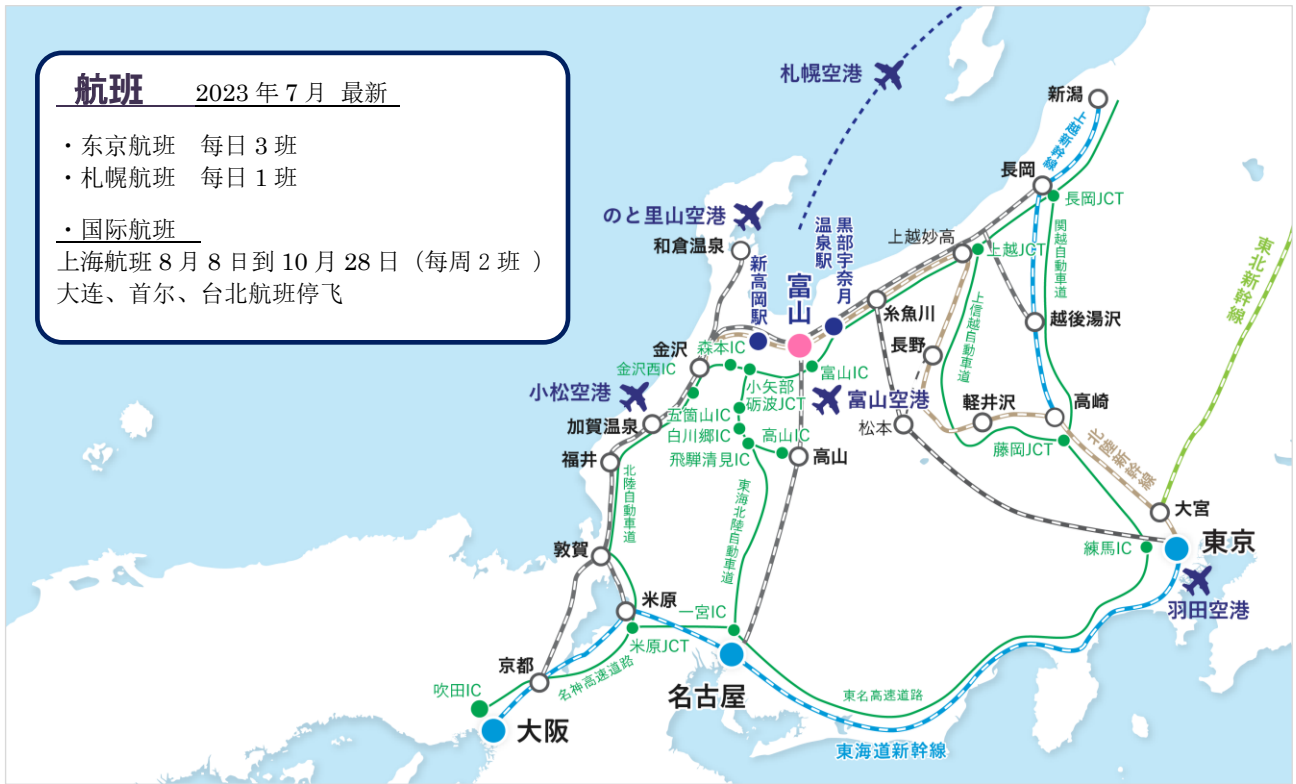 航班 2023 年 7 月 最新
・东京航班 每日 3 班
・札幌航班 每日 1 班
・国际航班
上海航班 8 月 8 日到 10 月 28 日（每周 2 班 ）
大连、首尔、台北航班停飞
札幌空港
新潟
上越新幹線
長岡
長岡JCT
のと里山空港
和倉温泉
新高岡駅
富山
黒部宇奈月
温泉駅
上越妙高
上越JCT
関越自動車道
東北新幹線
糸魚川
上信越自動車道
越後湯沢
長野
金沢
森本IC
金沢西IC
富山IC
小矢部
砺波JCT
小松空港
富山空港
五箇山IC
加賀温泉
白川郷IC
高山IC
飛騨清見IC
高山
松本
軽井沢
高崎
藤岡JCT
北陸新幹線
福井
北陸自動車道
東海北陸自動車道
大宮
東京
練馬IC
羽田空港
敦賀
米原
一宮IC
米原JCT
京都
名神高速道路
吹田IC
大阪
名古屋
東名高速道路
東海道新幹線